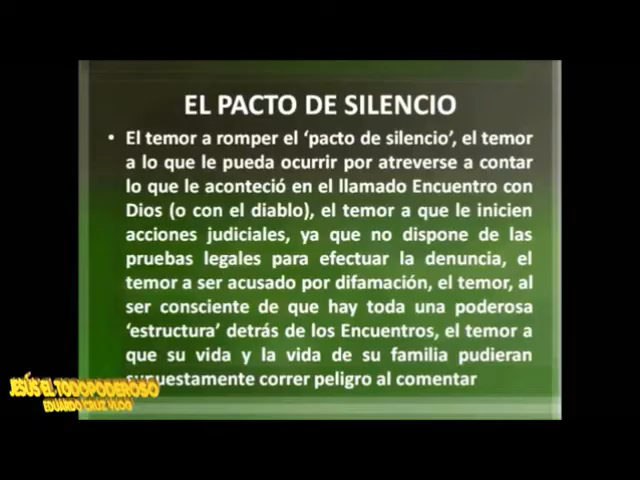 EL PACTO DE SILENCIO
• El temor a romper el ‘pacto de silencio’, el temor
a lo que le pueda ocurrir por atreverse a contar
lo que le aconteció en el llamado Encuentro con
Dios (o con el diablo), el temor a que le inicien
acciones judiciales, ya que no dispone de las
pruebas legales para efectuar la denuncia, el
temor a ser acusado por difamación, el temor, al
ser consciente de que hay toda una poderosa
‘estructura’ detrás de los Encuentros, el temor a
que su vida y la vida de su familia pudieran
supuestamente correr peligro al comentar
JESÚS EL TODOPODEROSO
EDUARDO CRUZ VLOG